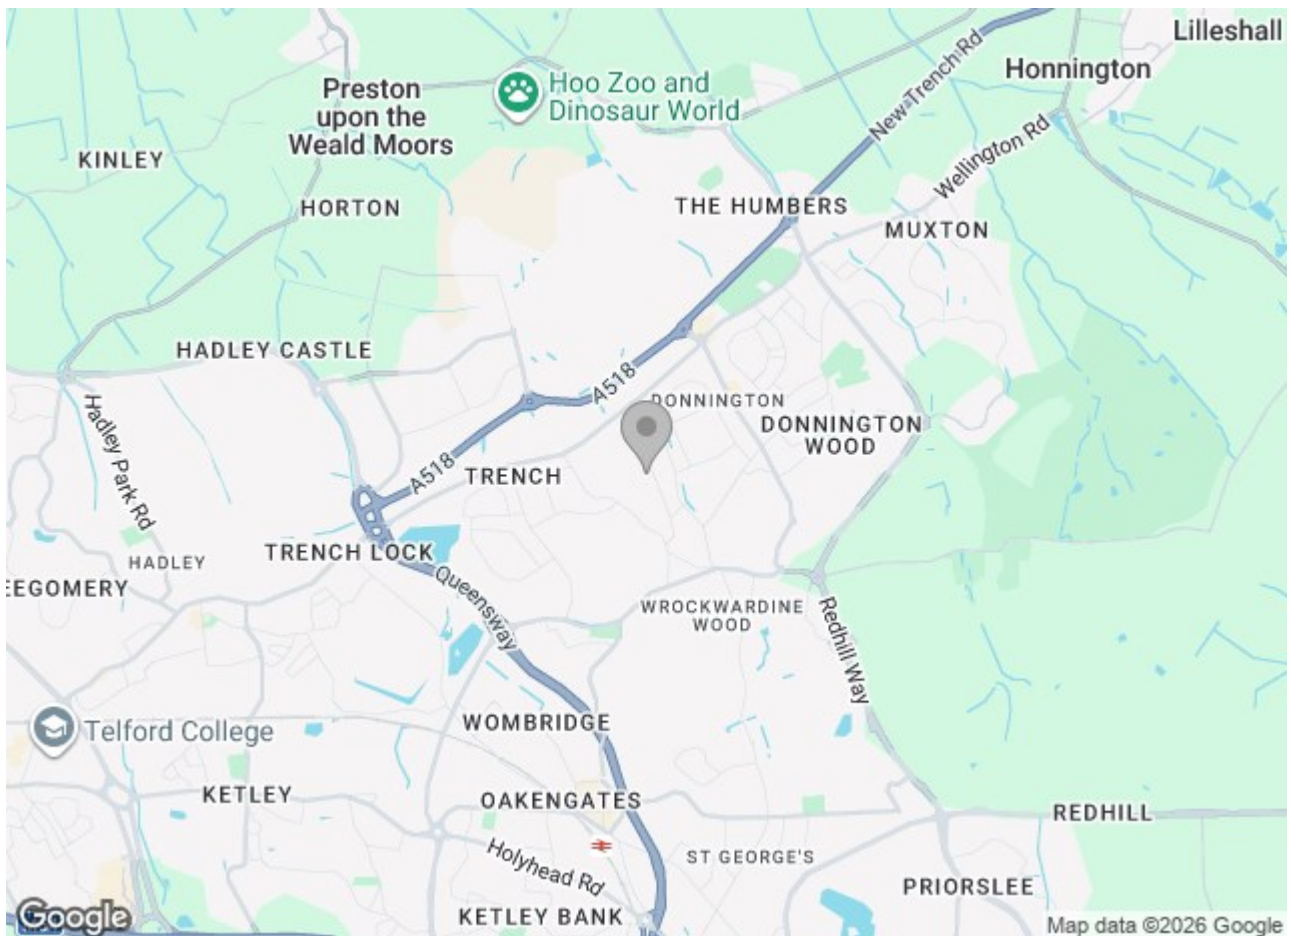 Lilleshall
Honnington
New Trench Rd
Hoo Zoo and
Dinosaur World
Preston
upon the
Weald Moors
KINLEY
Wellington Rd
HORTON
THE HUMBERS
MUXTON
HADLEY CASTLE
A518
DONNINGTON
DONNINGTON
WOOD
Hadley Park Rd
A518
TRENCH
TRENCH LOCK
HADLEY
EEGOMERY
Queensway
WROCKWARDINE
WOOD
Redhill Way
WOMBRIDGE
Telford College
KETLEY
OAKENGATES
REDHILL
Holyhead Rd
ST GEORGE'S
PRIORSLEE
KETLEY BANK
Google
Map data ©2026 Google